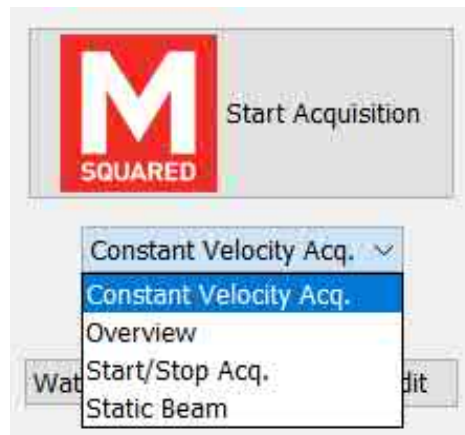 M
SQUARED
Start Acquisition
Constant Velocity Acq.
Constant Velocity Acq.
Overview
Start/Stop Acq.
Static Beam